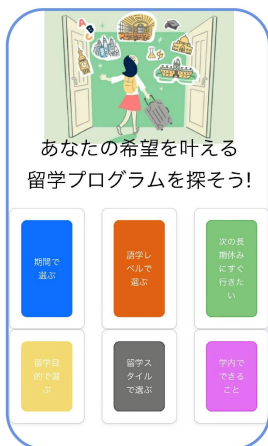 A
B
C
あなたの希望を叶える
留学プログラムを探そう!
期間で
選ぶ
語学レ
ベルで
選ぶ
次の長
期休み
にすぐ
行きた
い
留学目
的で選
ぶ
留学ス
タイル
で選ぶ
学内で
できる
こと